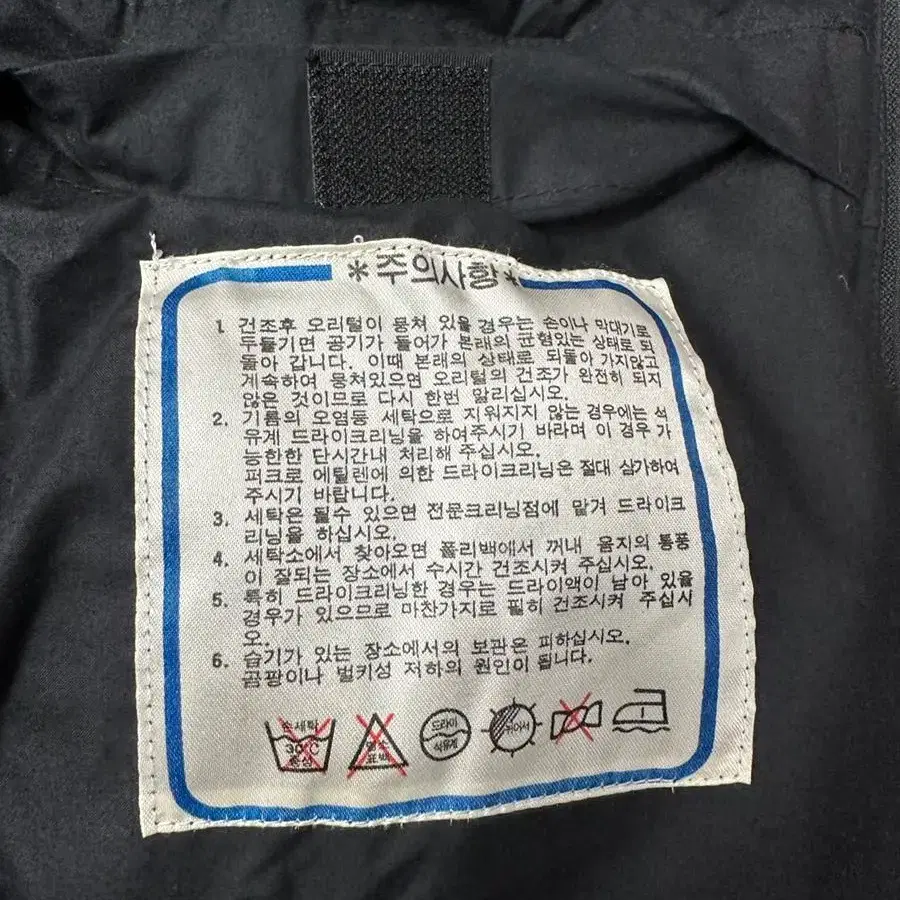 *주의사항*
1. 건조후 오리털이 뭉쳐 있을 경우는 손이나 막대기로
두들기면 공기가 들어가 본래의 균형있는 상태로 되
돌아 갑니다. 이때 본래의 상태로 되돌아 가지않고
계속하여 뭉쳐있으면 오리털의 건조가 완전히 되지
않은 것이므로 다시 한번 말리십시오.
2. 기름의 오염등 세탁으로 지워지지 않는 경우에는 석
유계 드라이크리닝을 하여주시기 바라며 이 경우 가
능한한 단시간내 처리해 주십시오.
퍼크로 에틸렌에 의한 드라이크리닝은 절대 삼가하여
주시기 바랍니다.
3. 세탁은 될수 있으면 전문크리닝점에 맡겨 드라이크
리닝을 하십시오.
4. 세탁소에서 찾아오면 폴리백에서 꺼내 음지의 통풍
이 잘되는 장소에서 수시간 건조시켜 주십시오.
5. 특히 드라이크리닝한 경우는 드라이액이 남아 있을
경우가 있으므로 마찬가지로 필히 건조시켜 주십시
오.
6. 습기가 있는 장소에서의 보관은 피하십시오.
곰팡이나 벌키성 저하의 원인이 됩니다.
손세탁 30℃ 중성
염소 표백
드라이 석유계
뉘어서